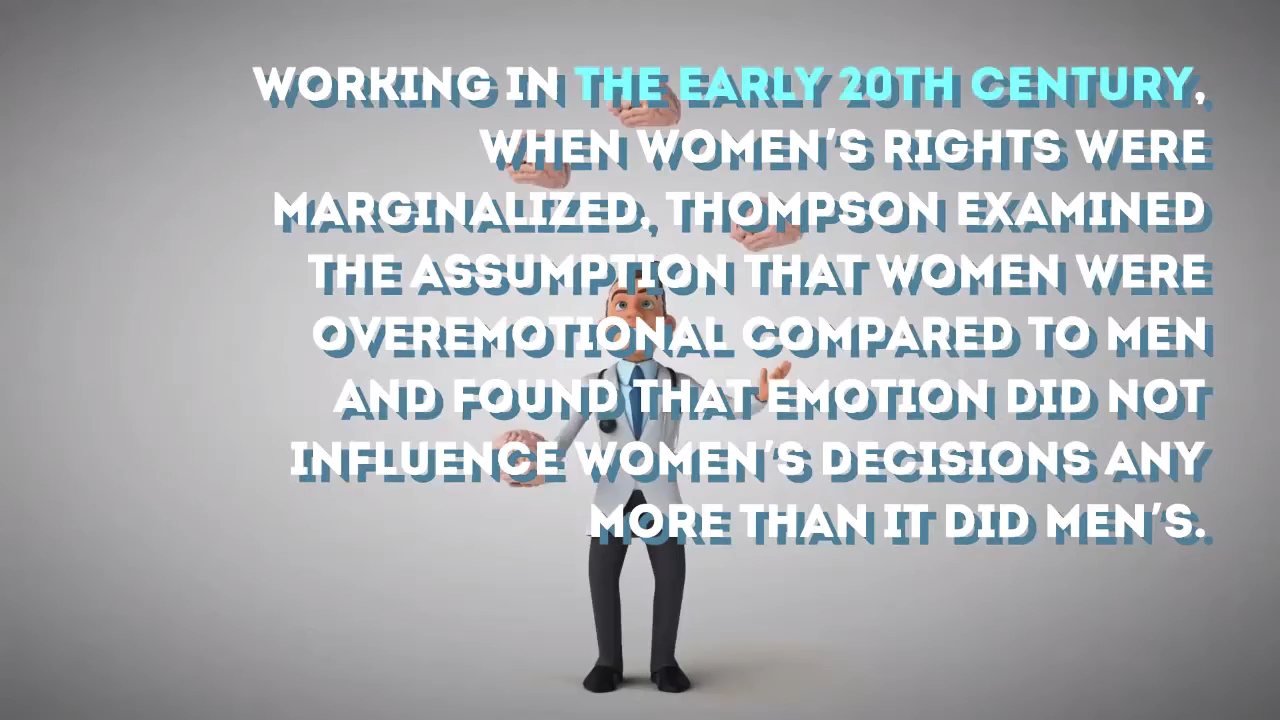 WORKING IN THE EARLY 20TH CENTURY,
WHEN WOMEN'S RIGHTS WERE
MARGINALIZED, THOMPSON EXAMINED
THE ASSUMPTION THAT WOMEN WERE
OVEREMOTIONAL COMPARED TO MEN
AND FOUND THAT EMOTION DID NOT
INFLUENCE WOMEN'S DECISIONS ANY
MORE THAN IT DID MEN'S.